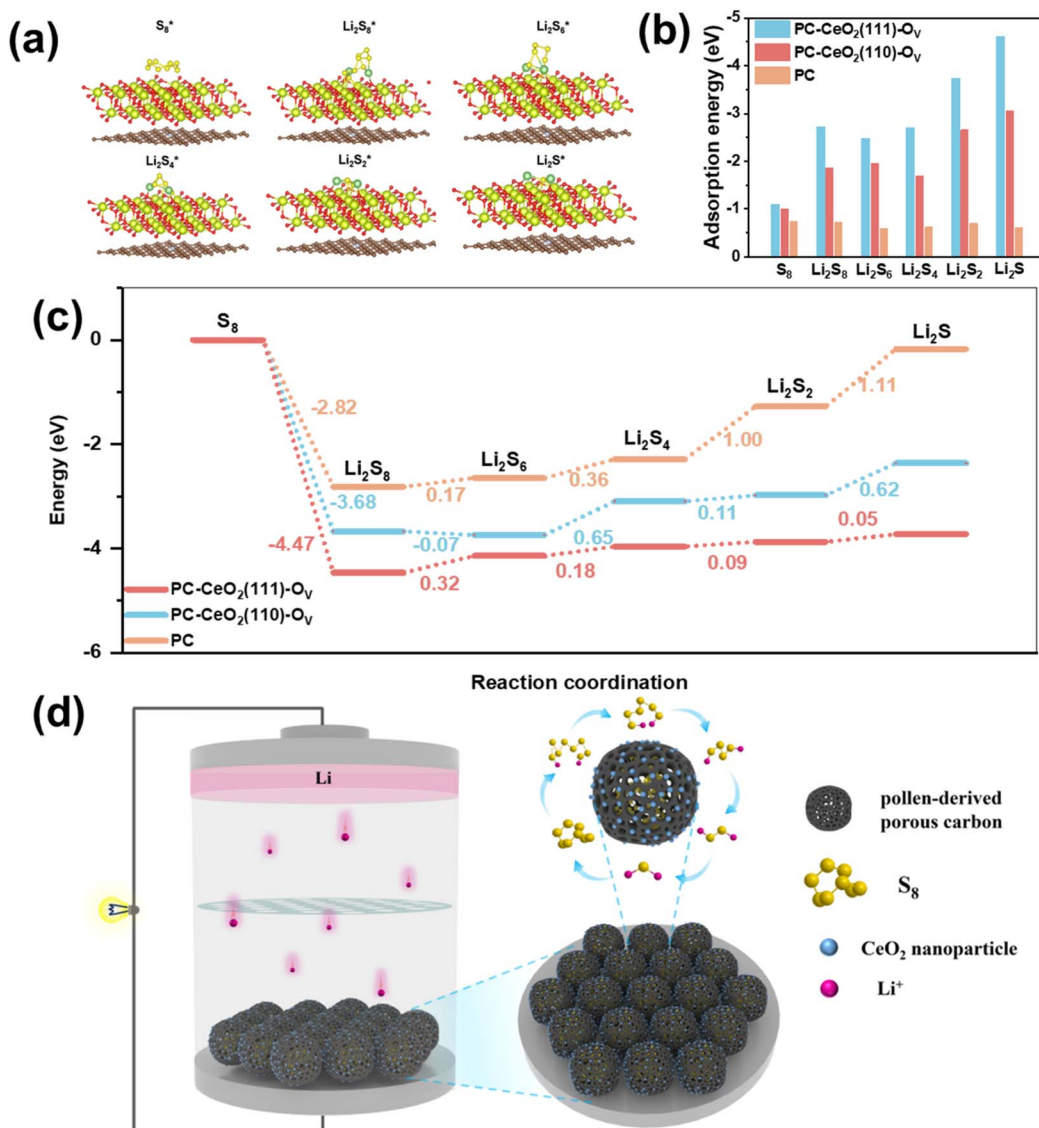 (a)
S₈*
Li₂S₈*
Li₂S₆*
Li₂S₄*
Li₂S₂*
Li₂S*
(b)
Adsorption energy (eV)
-5
-4
-3
-2
-1
0
PC-CeO₂(111)-Oᵥ
PC-CeO₂(110)-Oᵥ
PC
S₈
Li₂S₈
Li₂S₆
Li₂S₄
Li₂S₂
Li₂S
(c)
Energy (eV)
0
-2
-4
-6
S₈
Li₂S₈
Li₂S₆
Li₂S₄
Li₂S₂
Li₂S
-2.82
0.17
0.36
1.00
1.11
-3.68
-0.07
0.65
0.11
0.62
-4.47
0.32
0.18
0.09
0.05
PC-CeO₂(111)-Oᵥ
PC-CeO₂(110)-Oᵥ
PC
Reaction coordination
(d)
Li
pollen-derived
porous carbon
S₈
CeO₂ nanoparticle
Li⁺